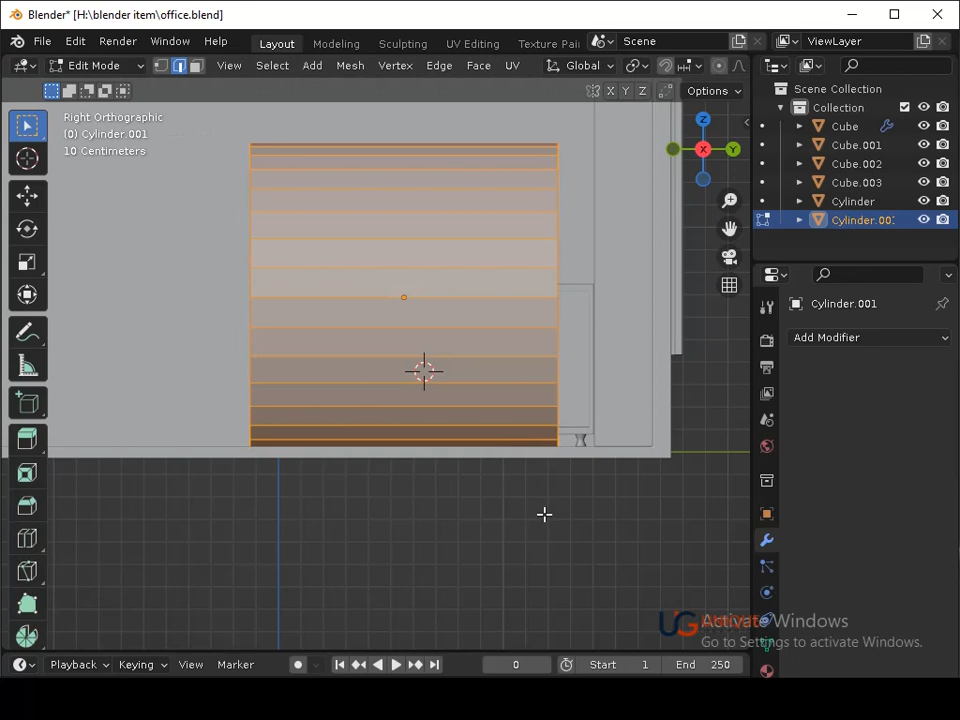 Blender* [H:\blender item\office.blend]
File Edit Render Window Help Layout Modeling Sculpting UV Editing Texture Pai Scene ViewLayer
Edit Mode View Select Add Mesh Vertex Edge Face UV Global
X Y Z Options
Right Orthographic
(0) Cylinder.001
10 Centimeters
Z
X Y
Scene Collection
Collection
Cube
Cube.001
Cube.002
Cube.003
Cylinder
Cylinder.00
Cylinder.001
Add Modifier
UG
Activate Windows
Go to Settings to activate Windows.
Playback Keying View Marker 0 Start 1 End 250